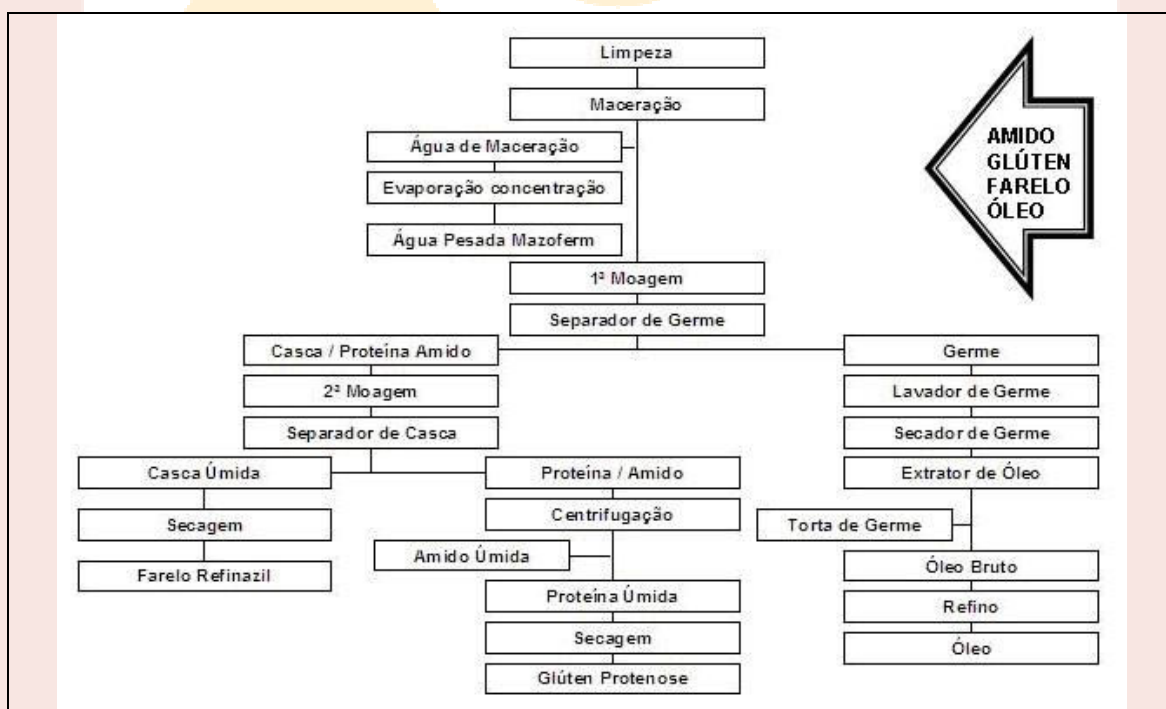 Limpeza
Maceração
Água de Maceração
Evaporação concentração
Água Pesada Mazoferm
AMIDO
GLÚTEN
FARELO
ÓLEO
1ª Moagem
Separador de Germe
Casca / Proteína Amido
2ª Moagem
Separador de Casca
Casca Úmida
Secagem
Farelo Refinazil
Proteína / Amido
Centrifugação
Amido Úmida
Proteína Úmida
Secagem
Glúten Protenose
Germe
Lavador de Germe
Secador de Germe
Extrator de Óleo
Torta de Germe
Óleo Bruto
Refino
Óleo